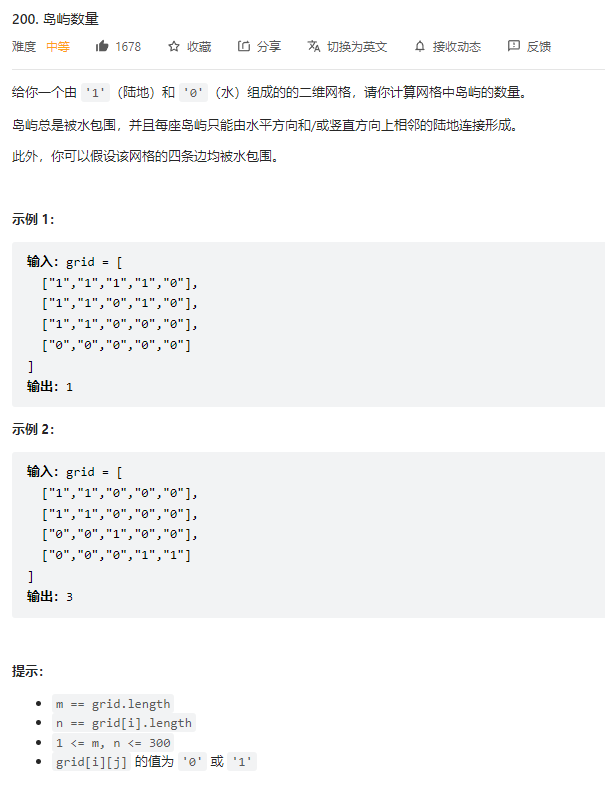 200. 岛屿数量
难度 中等 1678 收藏 分享 切换为英文 接收动态 反馈
给你一个由 '1'（陆地）和 '0'（水）组成的的二维网格，请你计算网格中岛屿的数量。
岛屿总是被水包围，并且每座岛屿只能由水平方向和/或竖直方向上相邻的陆地连接形成。
此外，你可以假设该网格的四条边均被水包围。
示例 1：
输入：grid = [
["1","1","1","1","0"],
["1","1","0","1","0"],
["1","1","0","0","0"],
["0","0","0","0","0"]
]
输出：1
示例 2：
输入：grid = [
["1","1","0","0","0"],
["1","1","0","0","0"],
["0","0","1","0","0"],
["0","0","0","1","1"]
]
输出：3
提示：
m == grid.length
n == grid[i].length
1 <= m, n <= 300
grid[i][j] 的值为 '0' 或 '1'